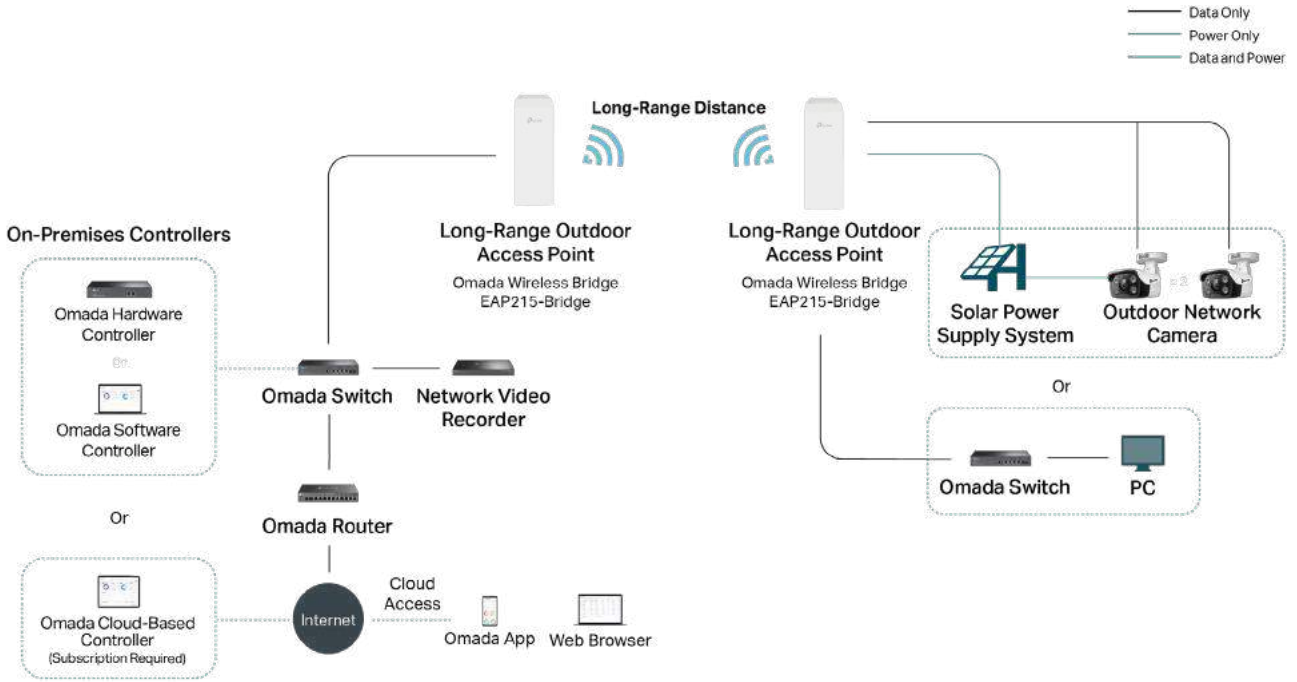 Data Only
Power Only
Data and Power
Long-Range Distance
Long-Range Outdoor
Access Point
Omada Wireless Bridge
EAP215-Bridge
Long-Range Outdoor
Access Point
Omada Wireless Bridge
EAP215-Bridge
On-Premises Controllers
Omada Hardware
Controller
Omada Software
Controller
Or
Omada Cloud-Based
Controller
(Subscription Required)
Omada Switch
Network Video
Recorder
Omada Router
Internet
Cloud
Access
Omada App
Web Browser
Solar Power
Supply System
Outdoor Network
Camera
Or
Omada Switch
PC